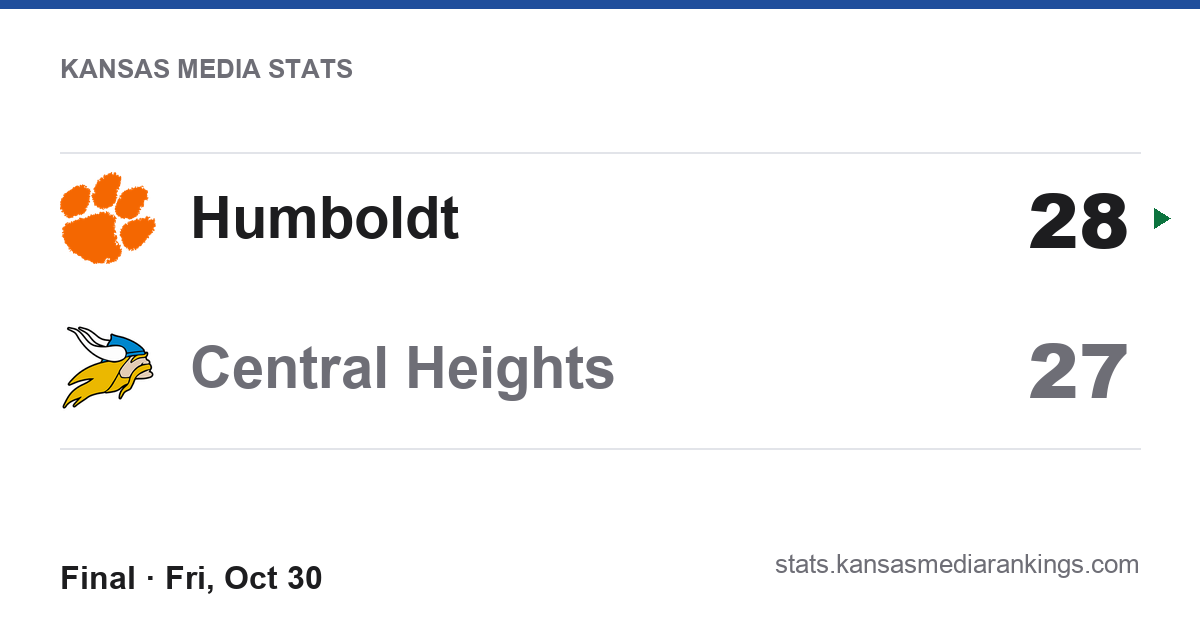 KANSAS MEDIA STATS
Humboldt 28
Central Heights 27
Final · Fri, Oct 30
stats.kansasmediarankings.com